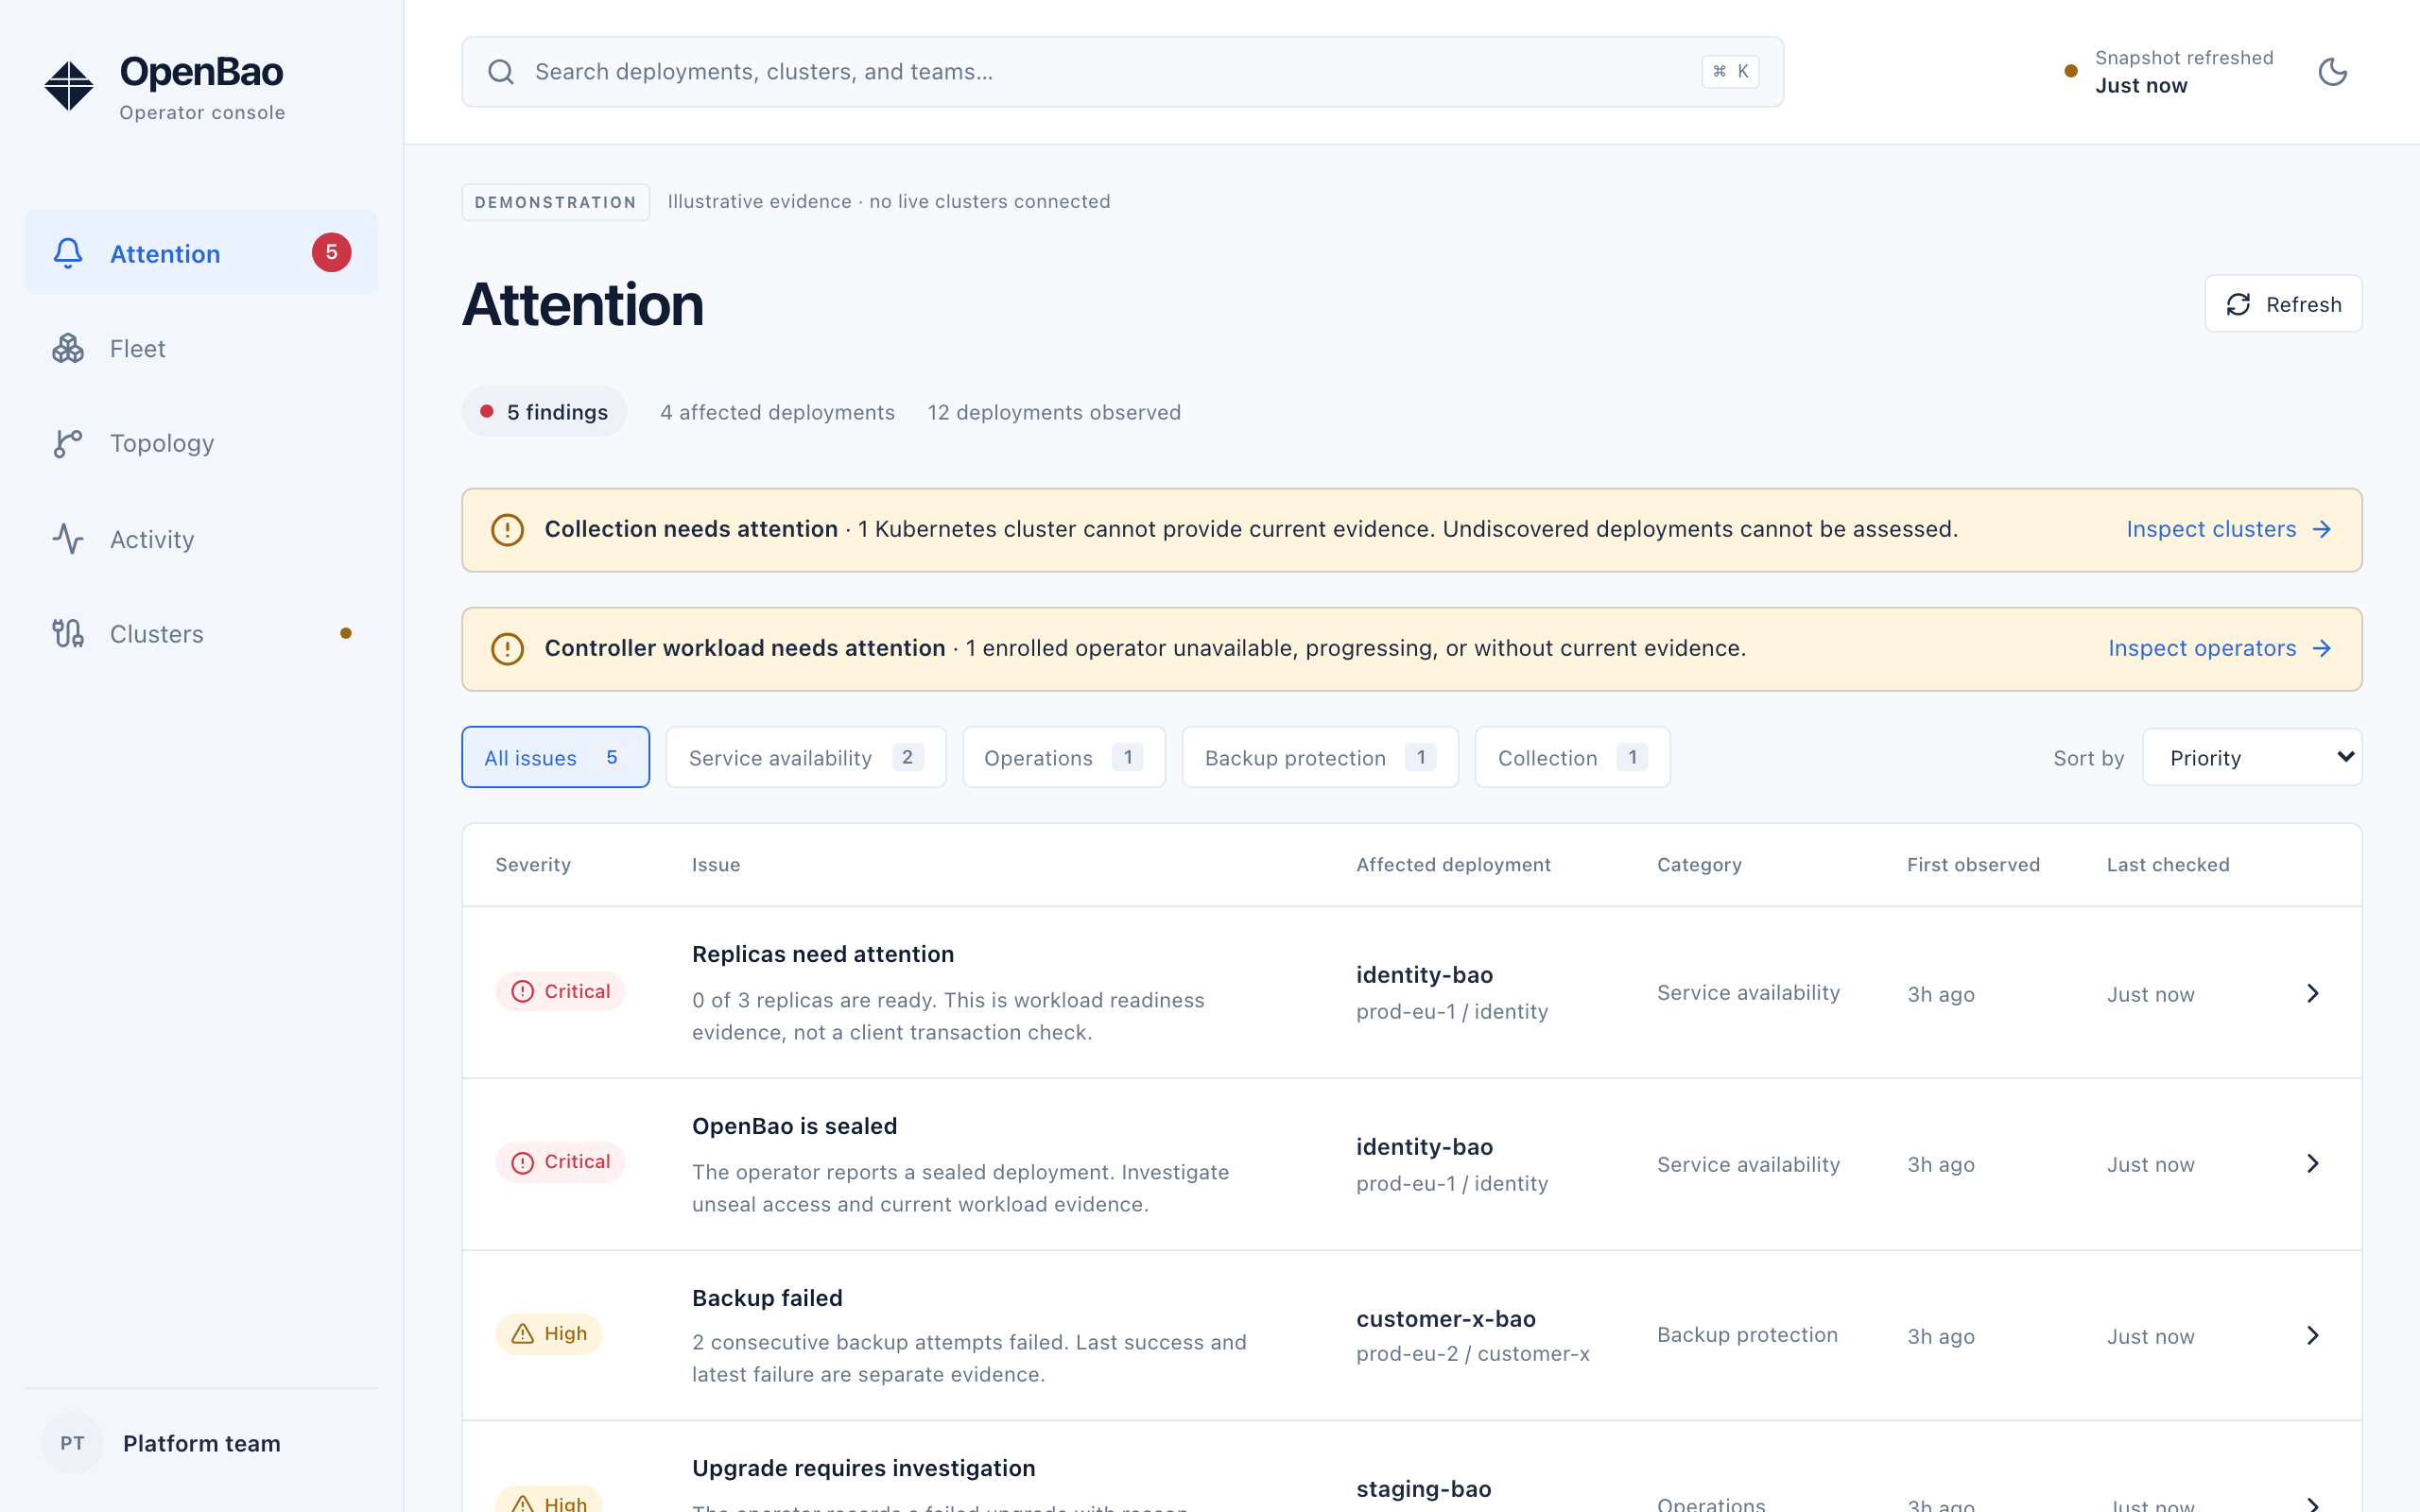 OpenBao
Operator console
Search deployments, clusters, and teams...
⌘ K
Snapshot refreshed
Just now
Attention
5
Fleet
Topology
Activity
Clusters
PT
Platform team
DEMONSTRATION
Illustrative evidence · no live clusters connected
Attention
Refresh
5 findings
4 affected deployments
12 deployments observed
Collection needs attention · 1 Kubernetes cluster cannot provide current evidence. Undiscovered deployments cannot be assessed.
Inspect clusters →
Controller workload needs attention · 1 enrolled operator unavailable, progressing, or without current evidence.
Inspect operators →
All issues 5
Service availability 2
Operations 1
Backup protection 1
Collection 1
Sort by
Priority
Severity
Issue
Affected deployment
Category
First observed
Last checked
Critical
Replicas need attention
0 of 3 replicas are ready. This is workload readiness
evidence, not a client transaction check.
identity-bao
prod-eu-1 / identity
Service availability
3h ago
Just now
Critical
OpenBao is sealed
The operator reports a sealed deployment. Investigate
unseal access and current workload evidence.
identity-bao
prod-eu-1 / identity
Service availability
3h ago
Just now
High
Backup failed
2 consecutive backup attempts failed. Last success and
latest failure are separate evidence.
customer-x-bao
prod-eu-2 / customer-x
Backup protection
3h ago
Just now
High
Upgrade requires investigation
The operator records a failed upgrade with reason
staging-bao
Operations
3h ago
Just now